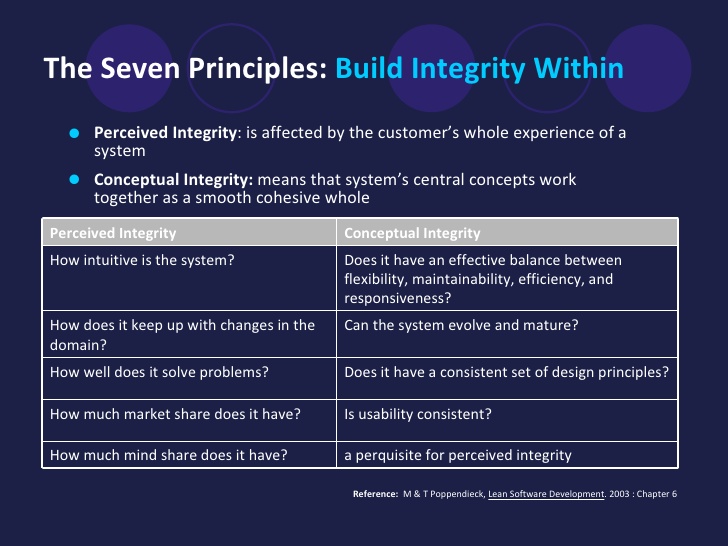 The Seven Principles: Build Integrity Within
Perceived Integrity: is affected by the customer's whole experience of a
system
Conceptual Integrity: means that system's central concepts work
together as a smooth cohesive whole
Perceived Integrity
Conceptual Integrity
How intuitive is the system?
Does it have an effective balance between
flexibility, maintainability, efficiency, and
responsiveness?
How does it keep up with changes in the
domain?
Can the system evolve and mature?
How well does it solve problems?
Does it have a consistent set of design principles?
How much market share does it have?
Is usability consistent?
How much mind share does it have?
a perquisite for perceived integrity
Reference: M & T Poppendieck, Lean Software Development. 2003 : Chapter 6